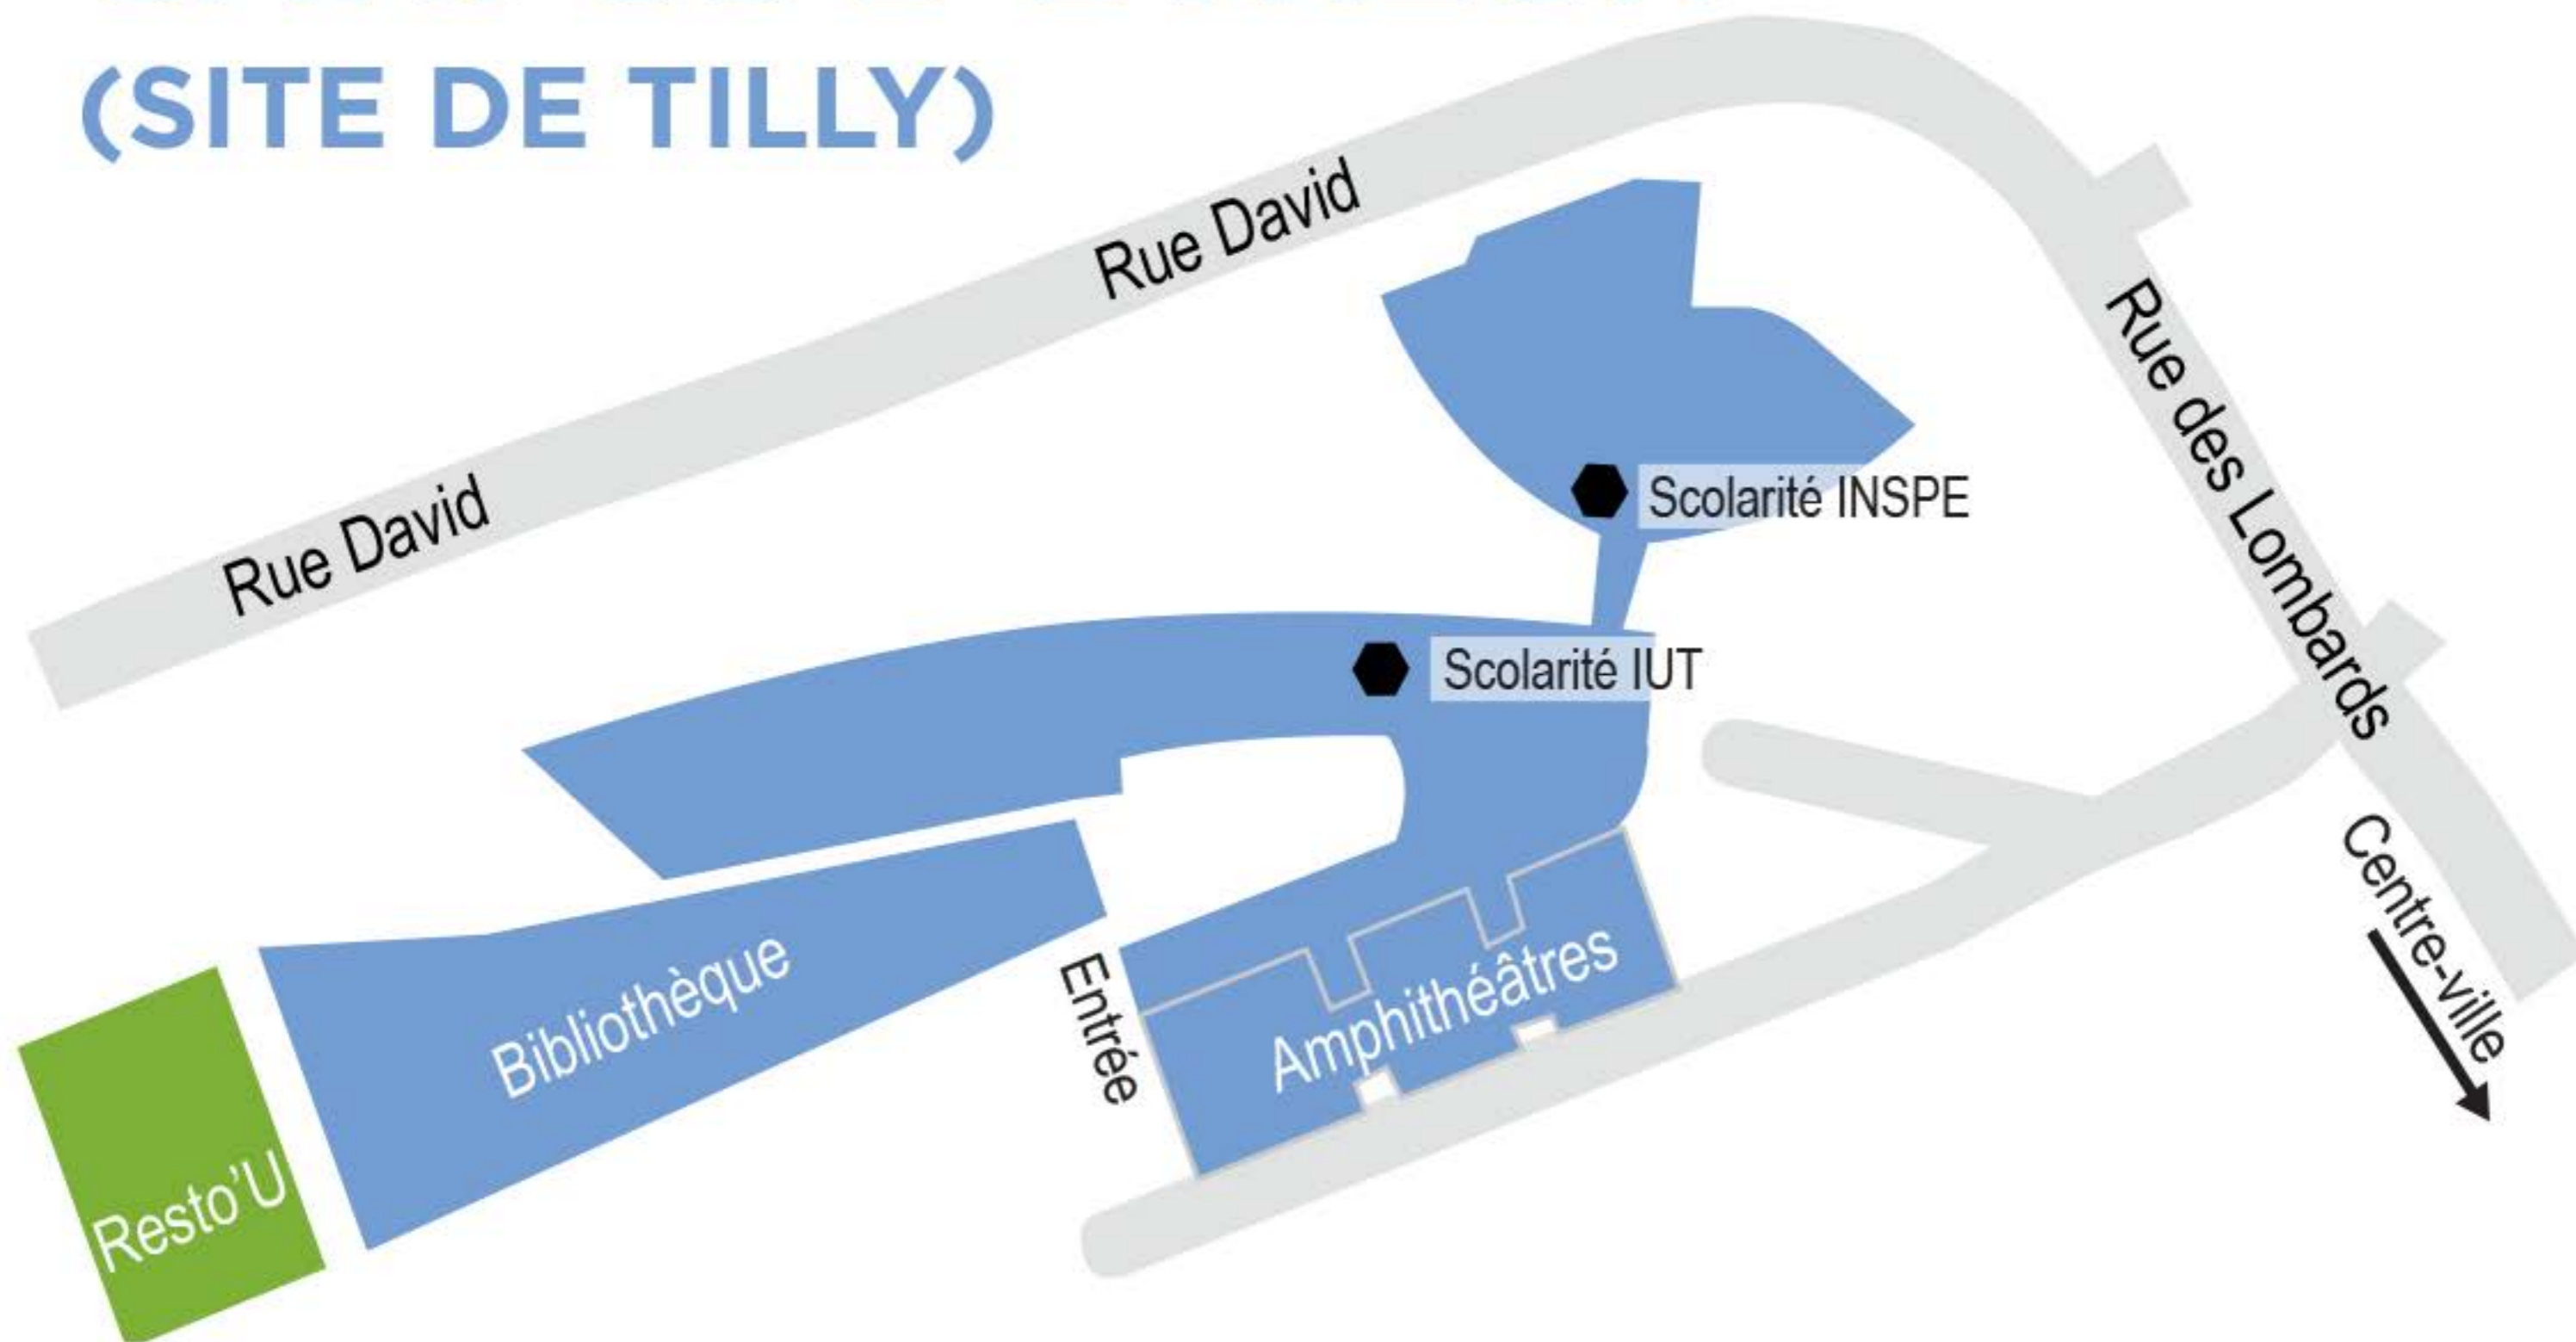 (SITE DE TILLY)
Rue David
Rue David
Rue des Lombards
Scolarité INSPE
Scolarité IUT
Centre-ville
Bibliothèque
Entrée
Amphithéâtres
Resto'U